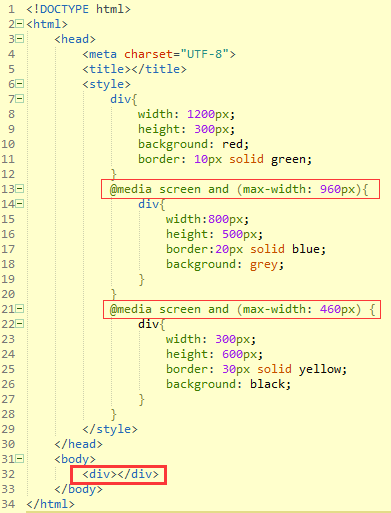 1 <!DOCTYPE html>
2 <html>
3 <head>
4 <meta charset="UTF-8">
5 <title></title>
6 <style>
7 div{
8 width: 1200px;
9 height: 300px;
10 background: red;
11 border: 10px solid green;
12 }
13 @media screen and (max-width: 960px){
14 div{
15 width:800px;
16 height: 500px;
17 border:20px solid blue;
18 background: grey;
19 }
20 }
21 @media screen and (max-width: 460px) {
22 div{
23 width: 300px;
24 height: 600px;
25 border: 30px solid yellow;
26 background: black;
27 }
28 }
29 </style>
30 </head>
31 <body>
32 <div></div>
33 </body>
34 </html>